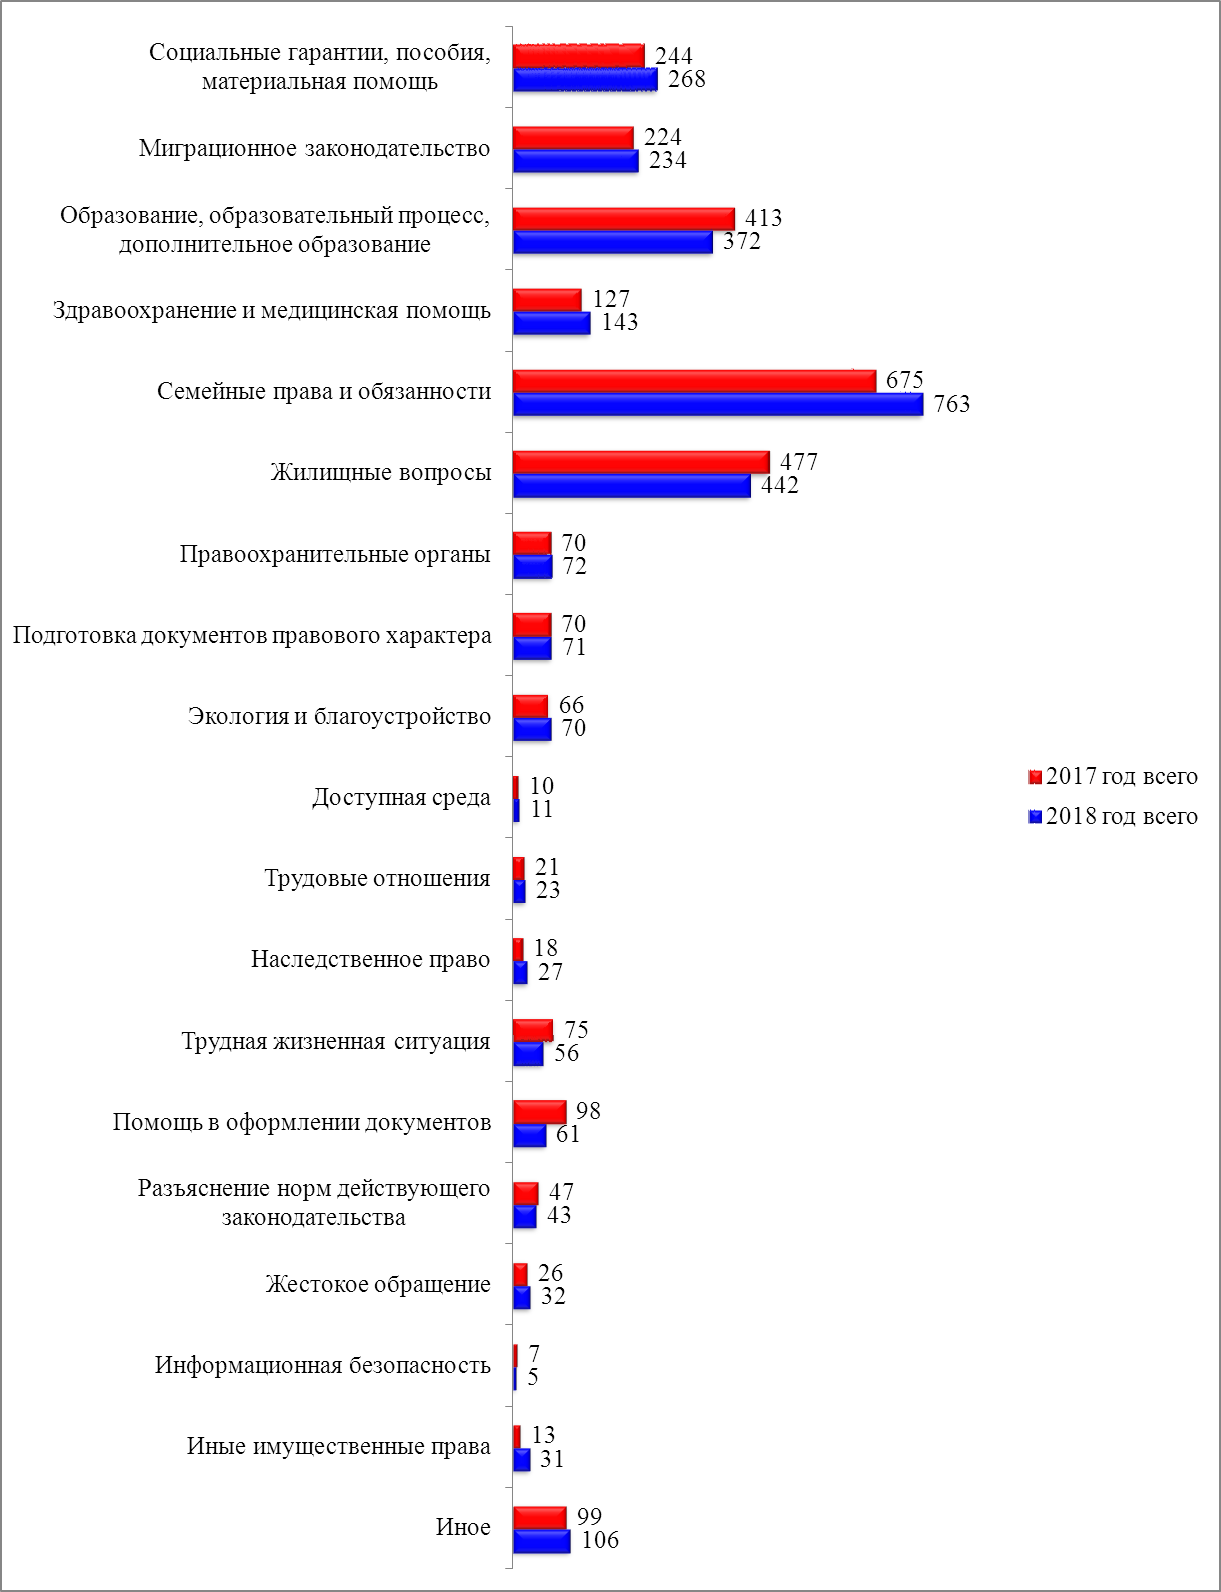 Социальные гарантии, пособия,
материальная помощь
244
268
Миграционное законодательство
224
234
Образование, образовательный процесс,
дополнительное образование
413
372
Здравоохранение и медицинская помощь
127
143
Семейные права и обязанности
675
763
Жилищные вопросы
477
442
Правоохранительные органы
70
72
Подготовка документов правового характера
70
71
Экология и благоустройство
66
70
Доступная среда
10
11
Трудовые отношения
21
23
Наследственное право
18
27
Трудная жизненная ситуация
75
56
Помощь в оформлении документов
98
61
Разъяснение норм действующего
законодательства
47
43
Жестокое обращение
26
32
Информационная безопасность
7
5
Иные имущественные права
13
31
Иное
99
106
2017 год всего
2018 год всего